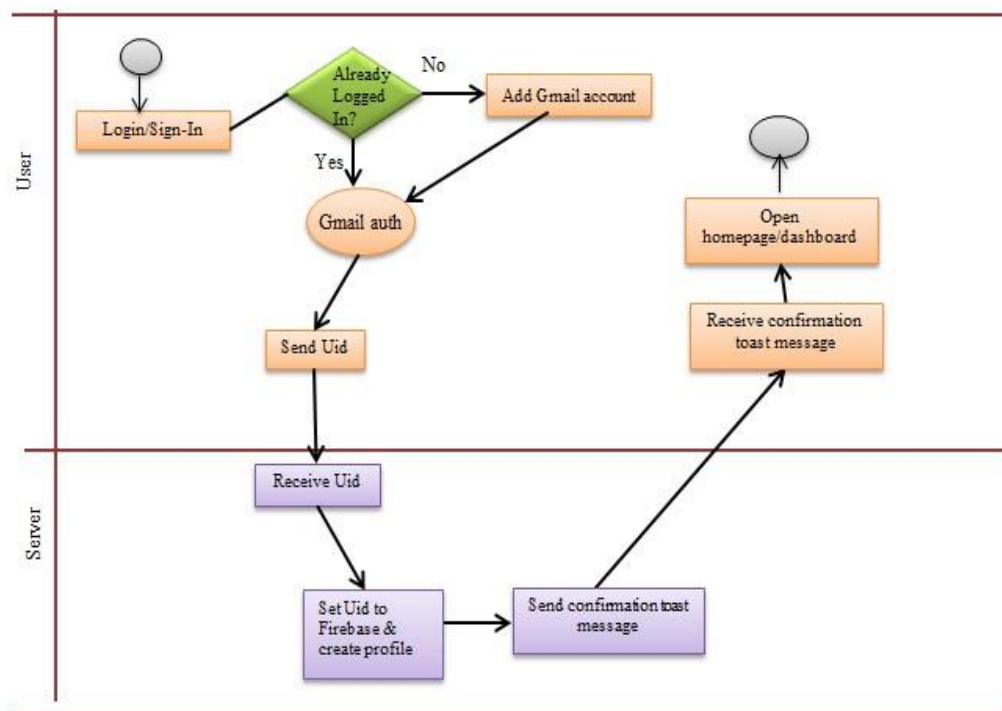 User
Login/Sign-In
Already
Logged
In?
No
Add Gmail account
Yes
Gmail auth
Send Uid
Open
homepage/dashboard
Receive confirmation
toast message
Server
Receive Uid
Set Uid to
Firebase &
create profile
Send confirmation toast
message